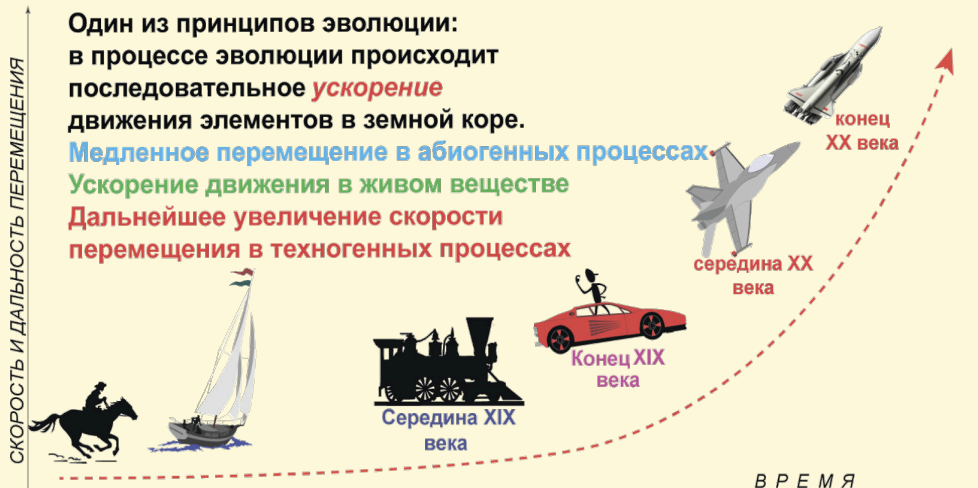 Один из принципов эволюции:
в процессе эволюции происходит
последовательное ускорение
движения элементов в земной коре.
Медленное перемещение в абиогенных процессах
Ускорение движения в живом веществе
Дальнейшее увеличение скорости
перемещения в техногенных процессах
СКОРОСТЬ И ДАЛЬНОСТЬ ПЕРЕМЕЩЕНИЯ
Середина XIX
века
Конец XIX
века
середина XX
века
конец
XX века
ВРЕМЯ